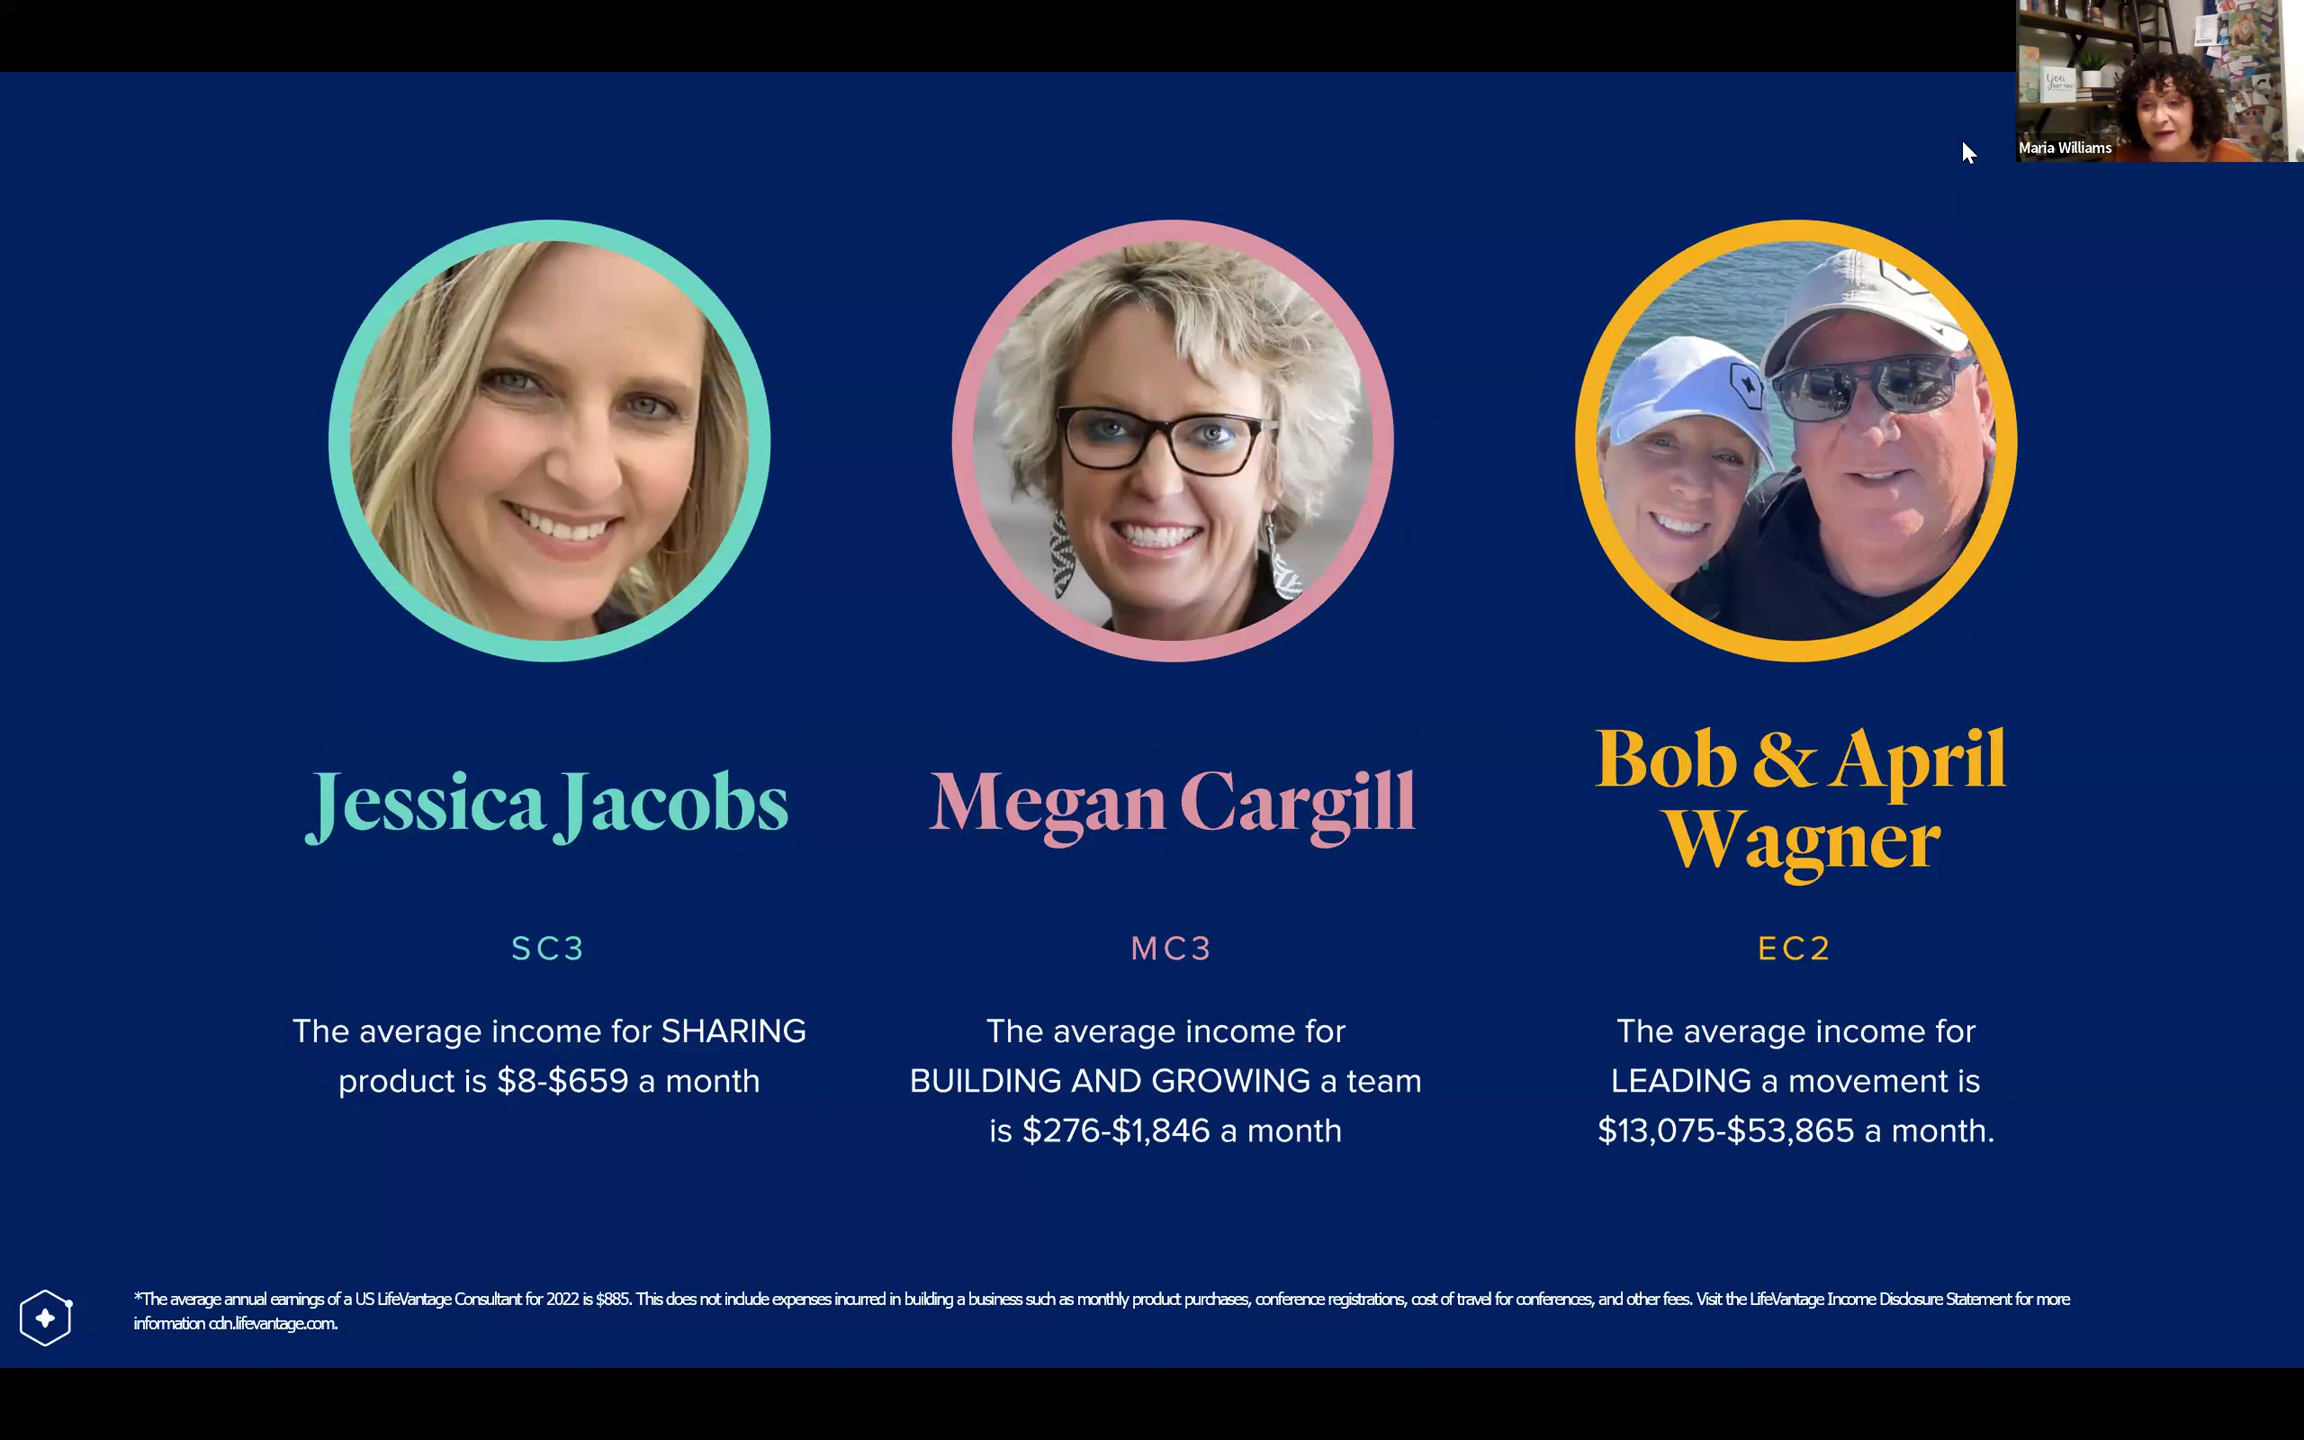 Maria Williams
Jessica Jacobs
SC3
The average income for SHARING
product is $8-$659 a month
Megan Cargill
MC3
The average income for
BUILDING AND GROWING a team
is $276-$1,846 a month
Bob & April
Wagner
EC2
The average income for
LEADING a movement is
$13,075-$53,865 a month.
*The average annual earnings of a US LifeVantage Consultant for 2022 is $885. This does not include expenses incurred in building a business such as monthly product purchases, conference registrations, cost of travel for conferences, and other fees. Visit the LifeVantage Income Disclosure Statement for more
information cdn.lifevantage.com.